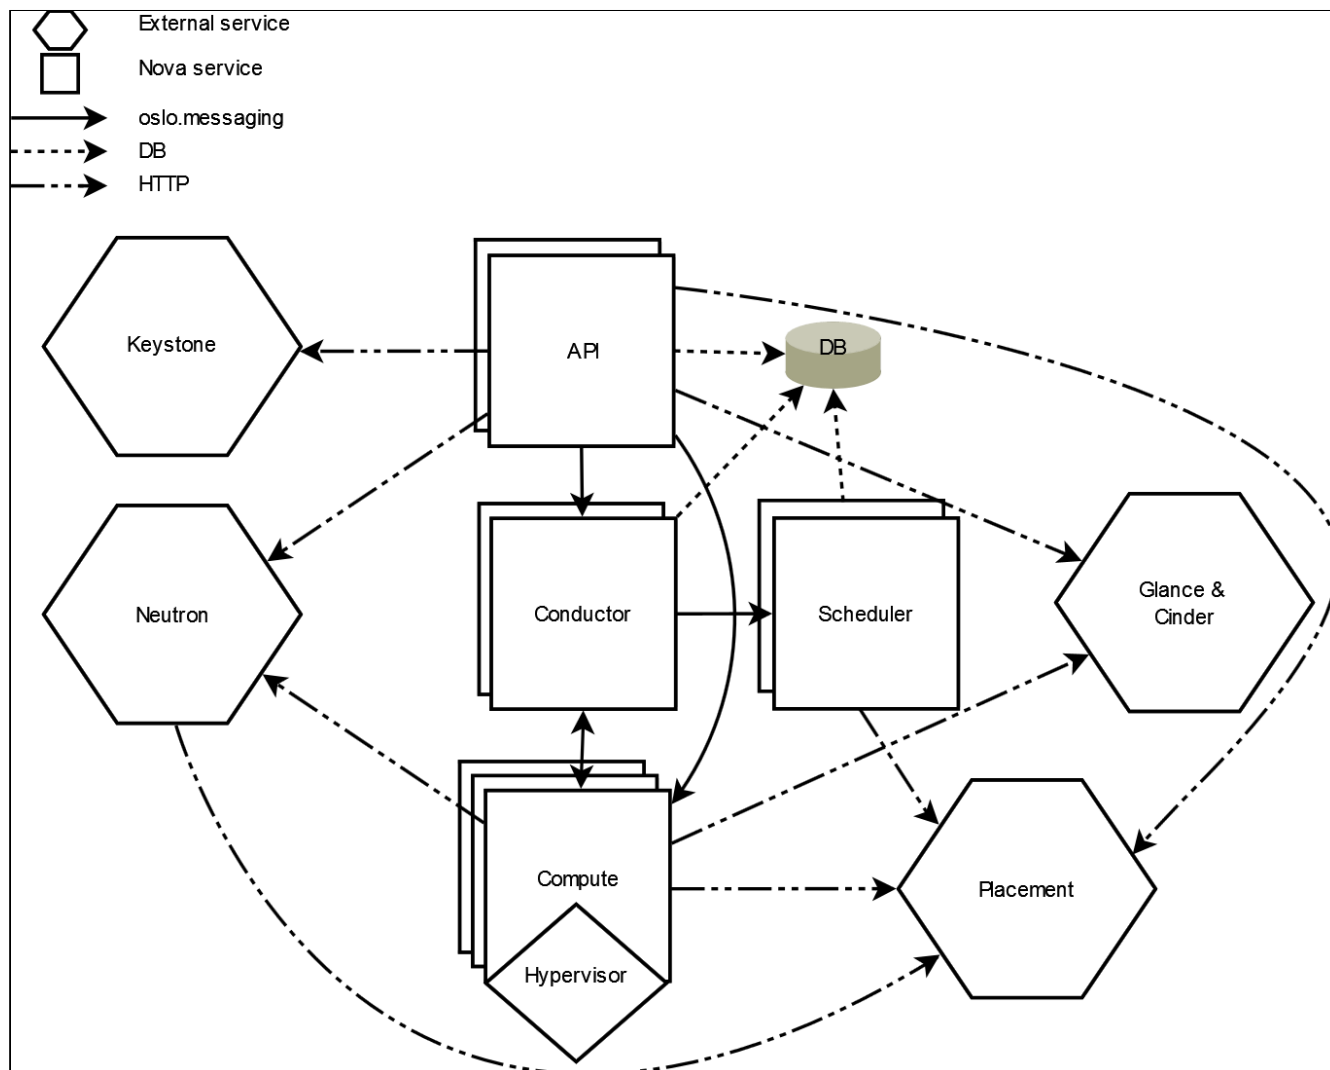 External service
Nova service
oslo.messaging
DB
HTTP
Keystone
API
DB
Neutron
Conductor
Scheduler
Glance &
Cinder
Compute
Placement
Hypervisor